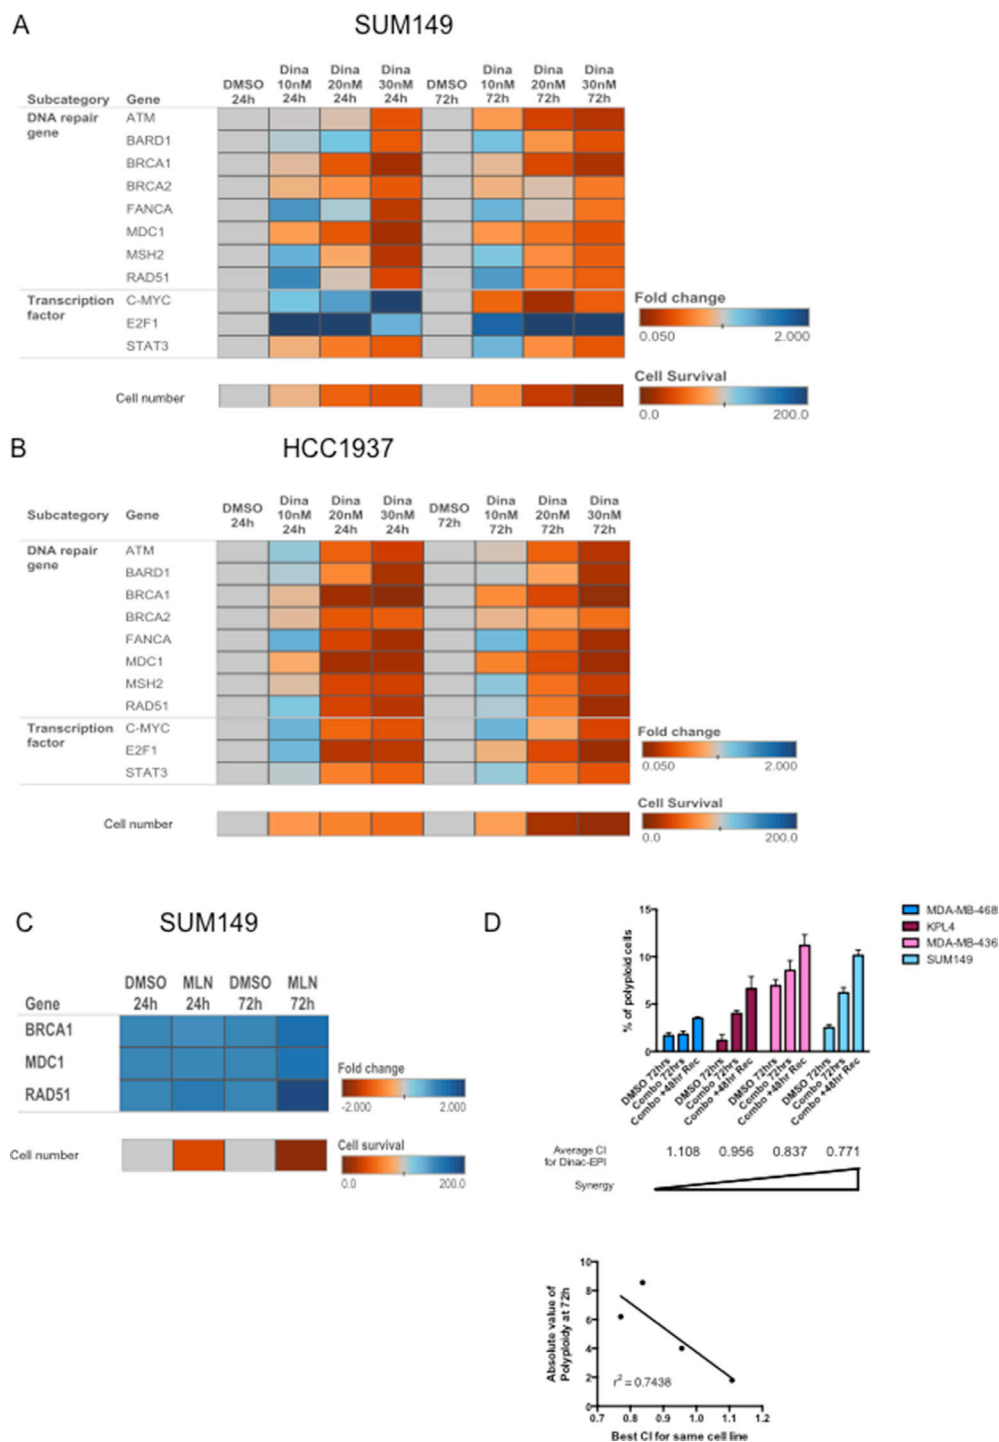 A
SUM149
Subcategory Gene DMSO 24h Dina 10nM 24h Dina 20nM 24h Dina 30nM 24h DMSO 72h Dina 10nM 72h Dina 20nM 72h Dina 30nM 72h
DNA repair gene
ATM
BARD1
BRCA1
BRCA2
FANCA
MDC1
MSH2
RAD51
Transcription factor
C-MYC
E2F1
STAT3
Cell number
Fold change
0.050 2.000
Cell Survival
0.0 200.0
B
HCC1937
Subcategory Gene DMSO 24h Dina 10nM 24h Dina 20nM 24h Dina 30nM 24h DMSO 72h Dina 10nM 72h Dina 20nM 72h Dina 30nM 72h
DNA repair gene
ATM
BARD1
BRCA1
BRCA2
FANCA
MDC1
MSH2
RAD51
Transcription factor
C-MYC
E2F1
STAT3
Cell number
Fold change
0.050 2.000
Cell Survival
0.0 200.0
C
SUM149
Gene DMSO 24h MLN 24h DMSO 72h MLN 72h
BRCA1
MDC1
RAD51
Cell number
Fold change
-2.000 2.000
Cell survival
0.0 200.0
D
% of polyploid cells
15
10
5
0
DMSO 72hrs
Combo 72hrs
Combo +48hr Rec
DMSO 72hrs
Combo 72hrs
Combo +48hr Rec
DMSO 72hrs
Combo 72hrs
Combo +48hr Rec
DMSO 72hrs
Combo 72hrs
Combo +48hr Rec
MDA-MB-468
KPL4
MDA-MB-436
SUM149
Average CI for Dinac-EPI
1.108 0.956 0.837 0.771
Synergy
Absolute value of
Polyploidy at 72h
10
8
6
4
2
0
r² = 0.7438
0.7 0.8 0.9 1.0 1.1 1.2
Best CI for same cell line